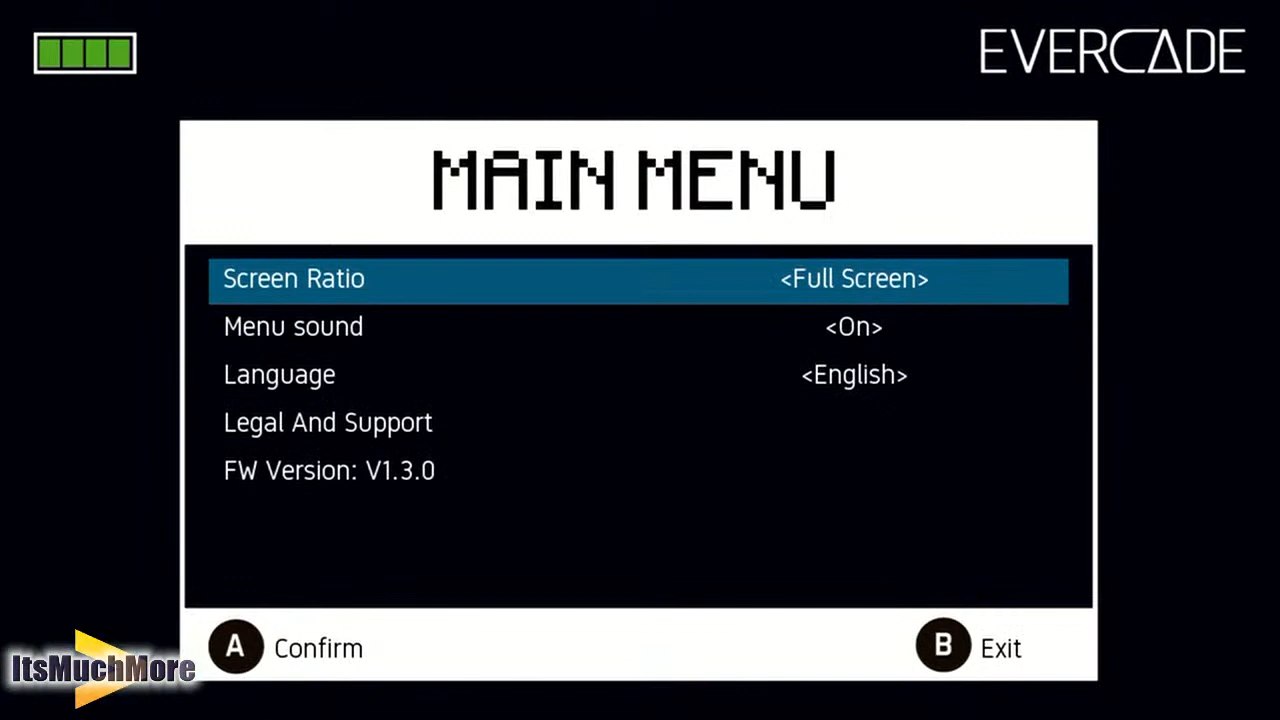 EVERCADE
MAIN MENU
Screen Ratio <Full Screen>
Menu sound <On>
Language <English>
Legal And Support
FW Version: V1.3.0
A Confirm B Exit
ItsMuchMore